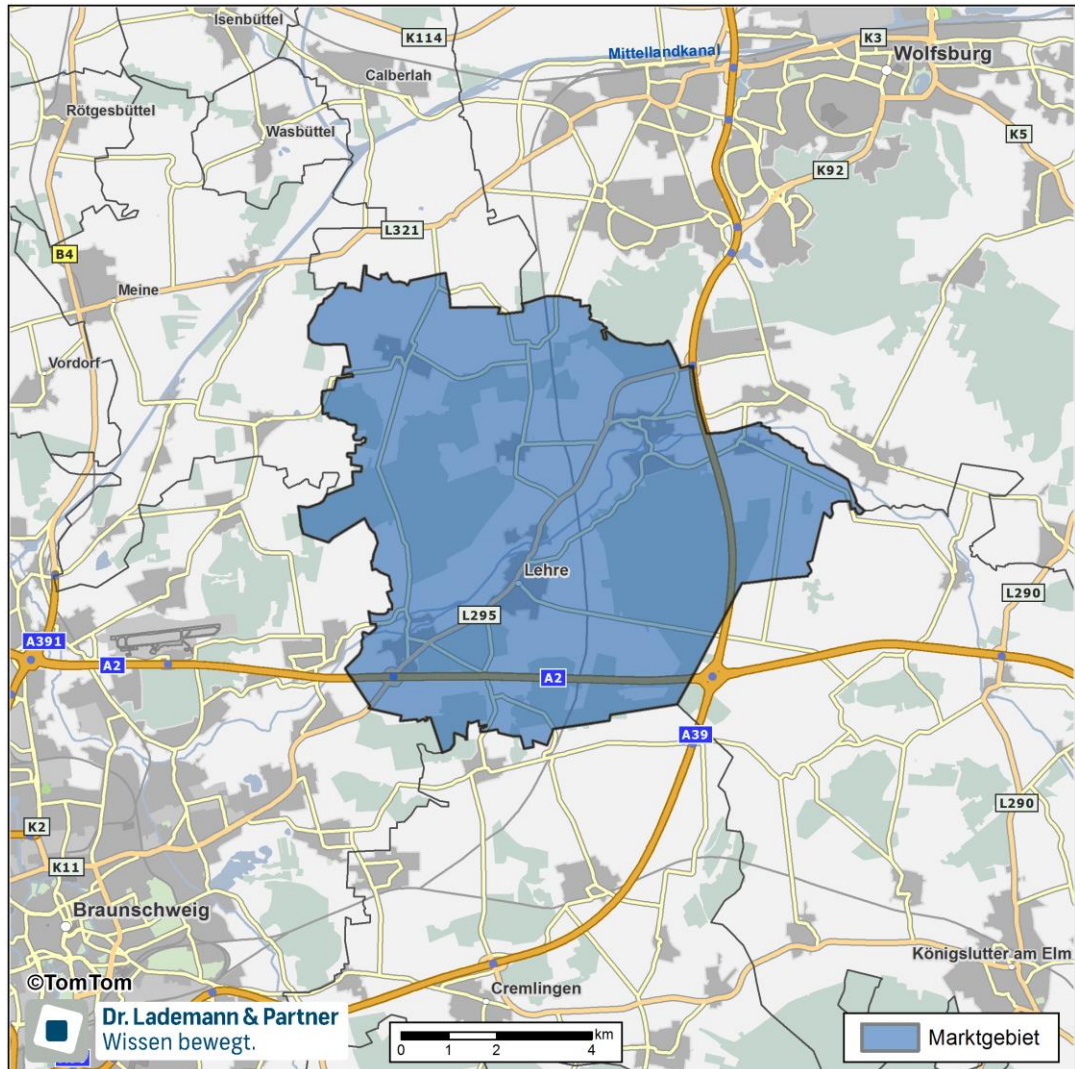 Isenbüttel
K114
K3
Mittellandkanal
Wolfsburg
Calberlah
Rötgesbüttel
Wasbüttel
K5
K92
L321
B4
Meine
Vordorf
Lehre
L295
L290
A391
A2
A2
A39
L290
K2
K11
Braunschweig
Königslutter am Elm
©TomTom
Cremlingen
Dr. Lademann & Partner
Wissen bewegt.
km
0 1 2 4
Marktgebiet